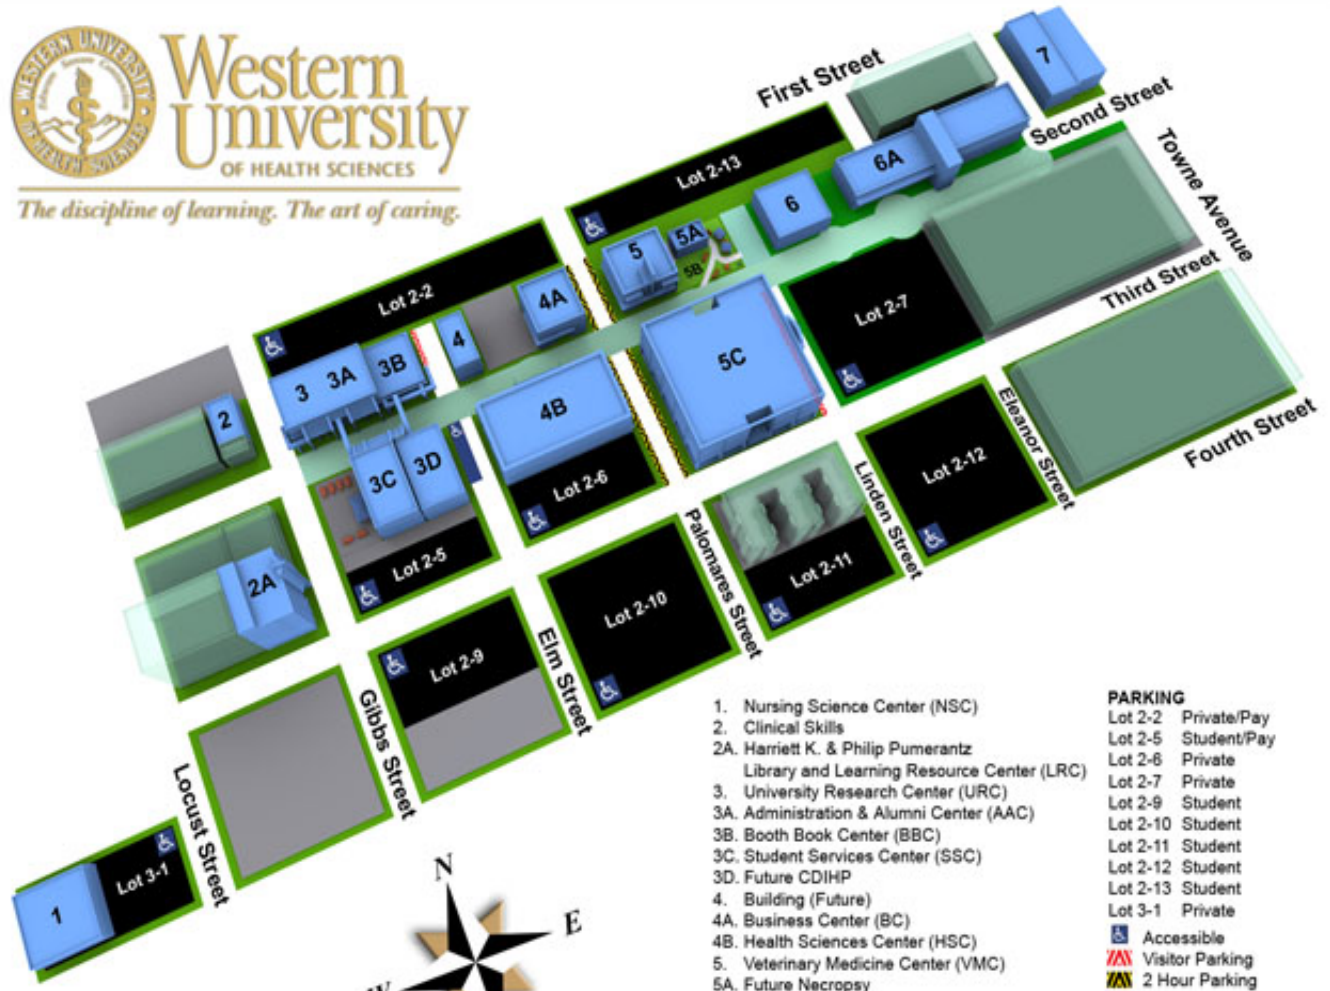 Western
University
OF HEALTH SCIENCES
The discipline of learning. The art of caring.
WESTERN UNIVERSITY
OF HEALTH SCIENCES
First Street
7
Second Street
Towne Avenue
6A
Lot 2-13
6
5
5A
5B
Lot 2-2
4A
4
Lot 2-7
Third Street
5C
3
3A
3B
4B
2
3C
3D
Lot 2-6
Lot 2-12
Eleanor Street
Fourth Street
Linden Street
Lot 2-5
2A
Lot 2-11
Palomares Street
Lot 2-10
Lot 2-9
Elm Street
Gibbs Street
Locust Street
Lot 3-1
1
N
E
W
1. Nursing Science Center (NSC)
2. Clinical Skills
2A. Harriett K. & Philip Pumerantz
Library and Learning Resource Center (LRC)
3. University Research Center (URC)
3A. Administration & Alumni Center (AAC)
3B. Booth Book Center (BBC)
3C. Student Services Center (SSC)
3D. Future CDIHP
4. Building (Future)
4A. Business Center (BC)
4B. Health Sciences Center (HSC)
5. Veterinary Medicine Center (VMC)
5A. Future Necropsy
PARKING
Lot 2-2 Private/Pay
Lot 2-5 Student/Pay
Lot 2-6 Private
Lot 2-7 Private
Lot 2-9 Student
Lot 2-10 Student
Lot 2-11 Student
Lot 2-12 Student
Lot 2-13 Student
Lot 3-1 Private
Accessible
Visitor Parking
2 Hour Parking